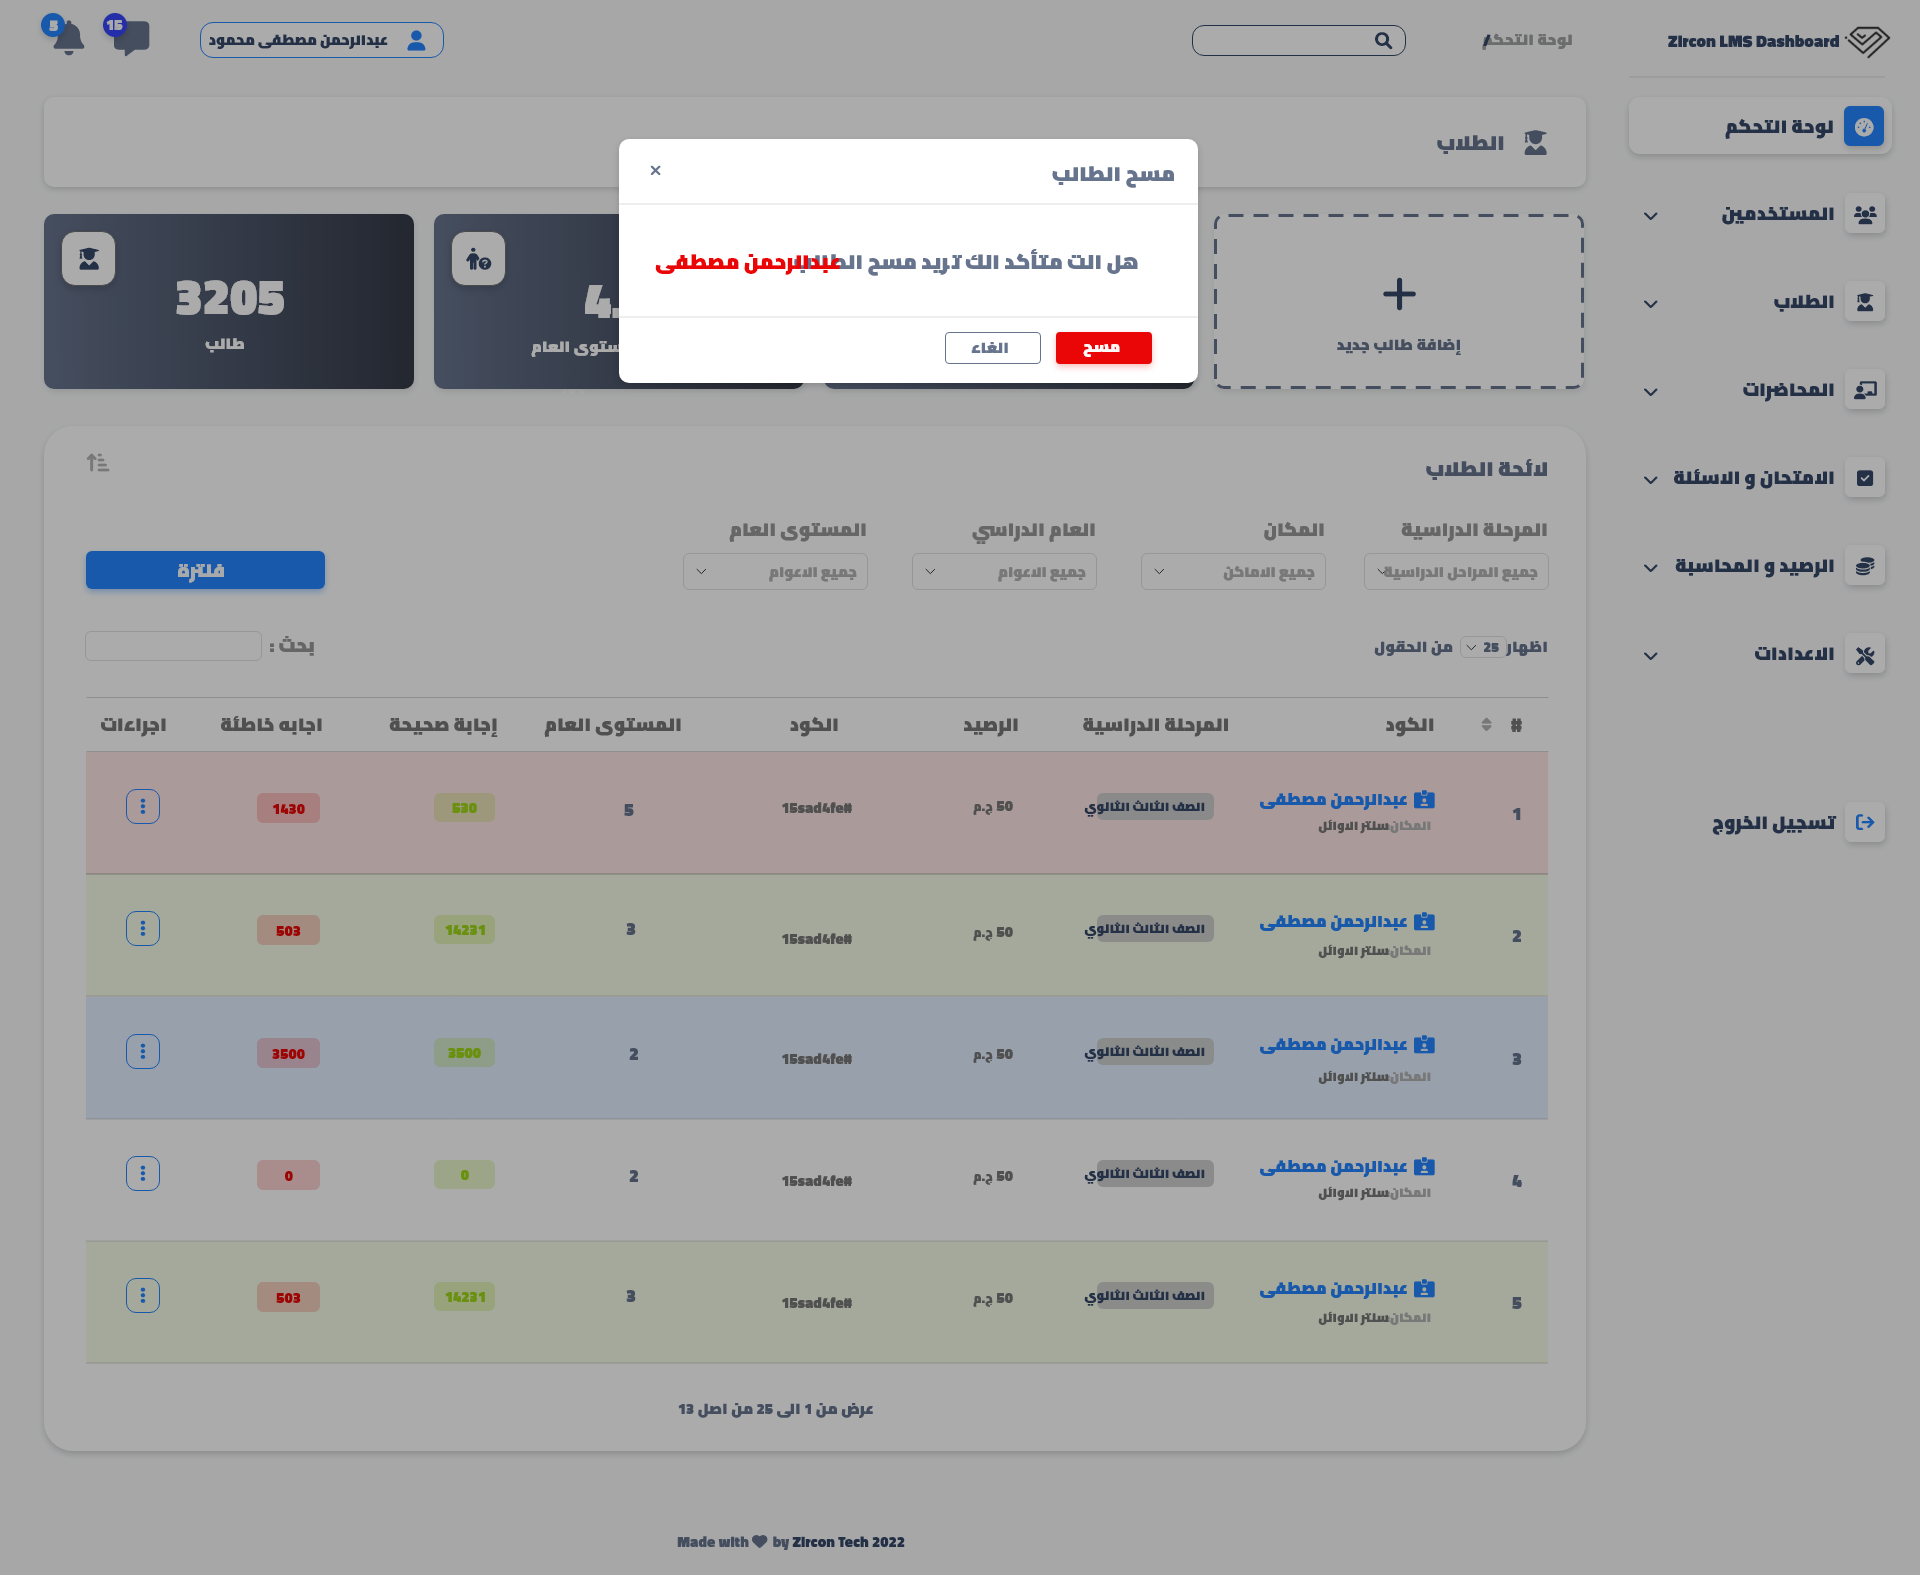 Zircon LMS Dashboard
لوحة التحكم /
عبدالرحمن مصطفى محمود
15
5
لوحة التحكم
المستخدمين
الطلاب
المحاضرات
الامتحان و الاسئلة
الرصيد و المحاسبة
الاعدادات
تسجيل الخروج
الطلاب
مسح الطالب
×
هل انت متأكد انك تريد مسح الطالب عبدالرحمن مصطفى
مسح
الغاء
إضافة طالب جديد
4.
ستوى العام
3205
طالب
لائحة الطلاب
المرحلة الدراسية
المكان
العام الدراسي
المستوى العام
جميع المراحل الدراسية
جميع الاماكن
جميع الاعوام
جميع الاعوام
فلترة
اظهار 25 من الحقول
بحث :
# الكود المرحلة الدراسية الرصيد الكود المستوى العام إجابة صحيحة اجابه خاطئة اجراءات
1 عبدالرحمن مصطفى الصف الثالث الثانوي 50 ج.م #15sad4fe 5 530 1430
المكان سنتر الاوائل
2 عبدالرحمن مصطفى الصف الثالث الثانوي 50 ج.م #15sad4fe 3 14231 503
المكان سنتر الاوائل
3 عبدالرحمن مصطفى الصف الثالث الثانوي 50 ج.م #15sad4fe 2 3500 3500
المكان سنتر الاوائل
4 عبدالرحمن مصطفى الصف الثالث الثانوي 50 ج.م #15sad4fe 2 0 0
المكان سنتر الاوائل
5 عبدالرحمن مصطفى الصف الثالث الثانوي 50 ج.م #15sad4fe 3 14231 503
المكان سنتر الاوائل
عرض من 1 الى 25 من اصل 13
Made with by Zircon Tech 2022